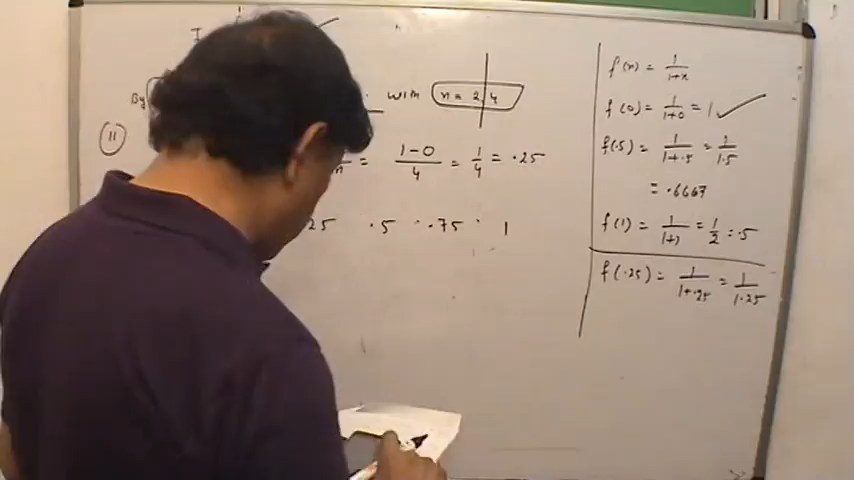 By with n = 2, 4
11
= 1-0/4 = 1/4 = .25
25 .5 .75 1
f(x) = 1/1+x
f(0) = 1/1+0 = 1 ✓
f(.5) = 1/1+.5 = 1/1.5
= .6667
f(1) = 1/1+1 = 1/2 = .5
f(.25) = 1/1+.25 = 1/1.25